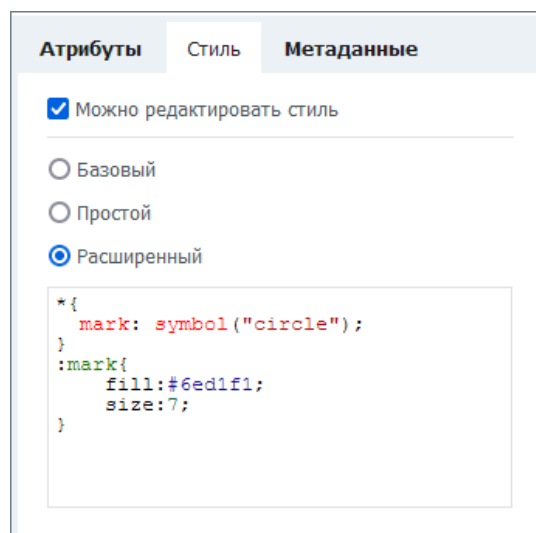 Атрибуты Стиль Метаданные
Можно редактировать стиль
Базовый
Простой
Расширенный
*{
  mark: symbol("circle");
}
:mark{
    fill:#6ed1f1;
    size:7;
}